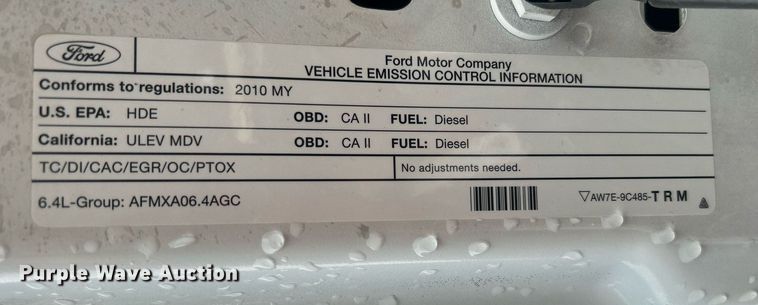 Ford
Ford Motor Company
VEHICLE EMISSION CONTROL INFORMATION
Conforms to regulations: 2010 MY
U.S. EPA: HDE OBD: CA II FUEL: Diesel
California: ULEV MDV OBD: CA II FUEL: Diesel
TC/DI/CAC/EGR/OC/PTOX No adjustments needed.
6.4L-Group: AFMXA06.4AGC ▽AW7E-9C485-TRM
Purple Wave Auction